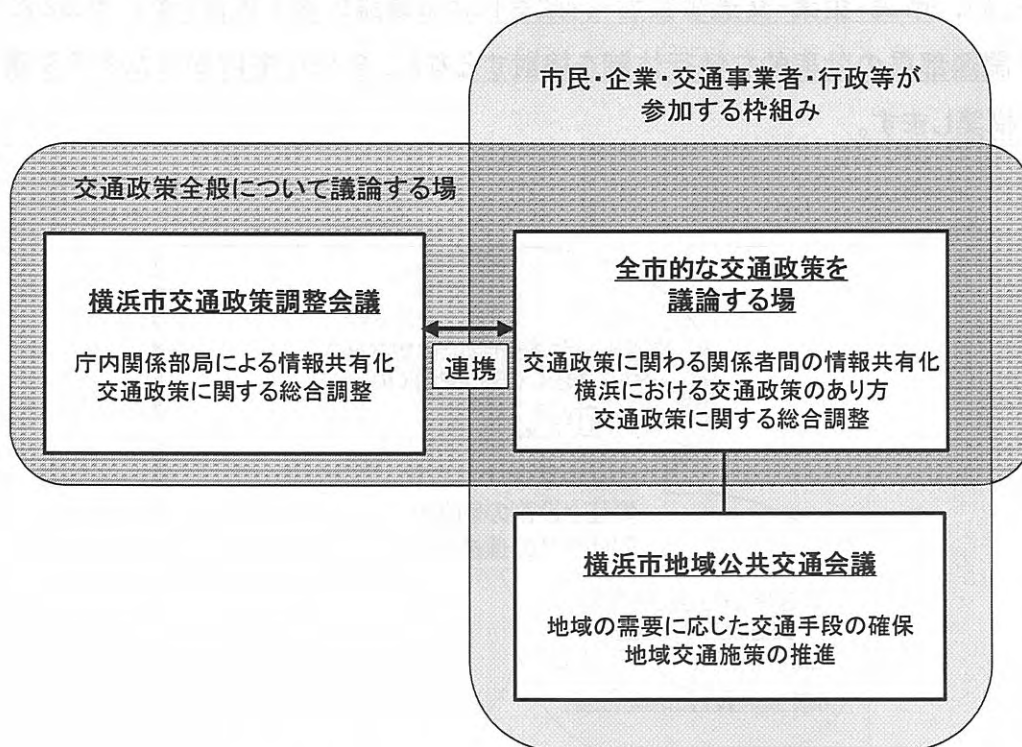 市民・企業・交通事業者・行政等が
参加する枠組み
交通政策全般について議論する場
横浜市交通政策調整会議
庁内関係部局による情報共有化
交通政策に関する総合調整
連携
全市的な交通政策を
議論する場
交通政策に関わる関係者間の情報共有化
横浜における交通政策のあり方
交通政策に関する総合調整
横浜市地域公共交通会議
地域の需要に応じた交通手段の確保
地域交通施策の推進